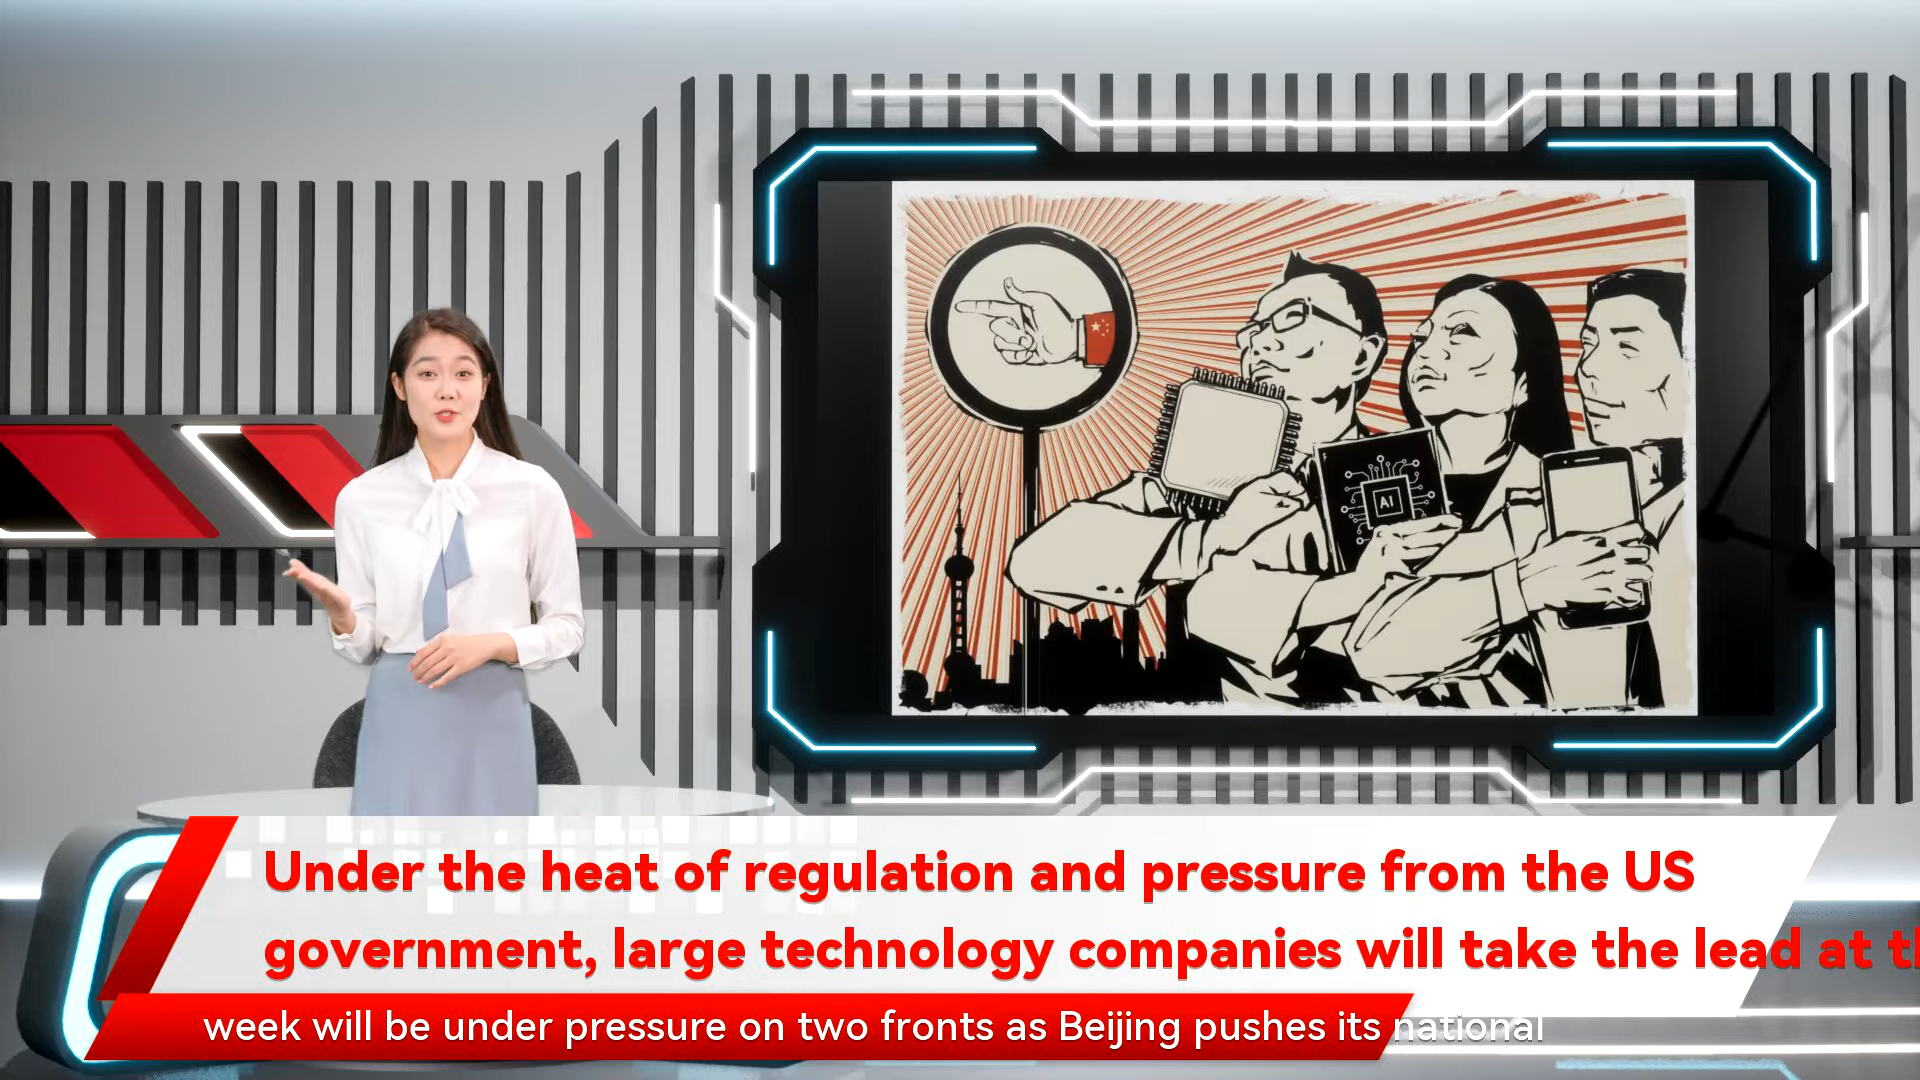 AI
Under the heat of regulation and pressure from the US
government, large technology companies will take the lead at
week will be under pressure on two fronts as Beijing pushes its national